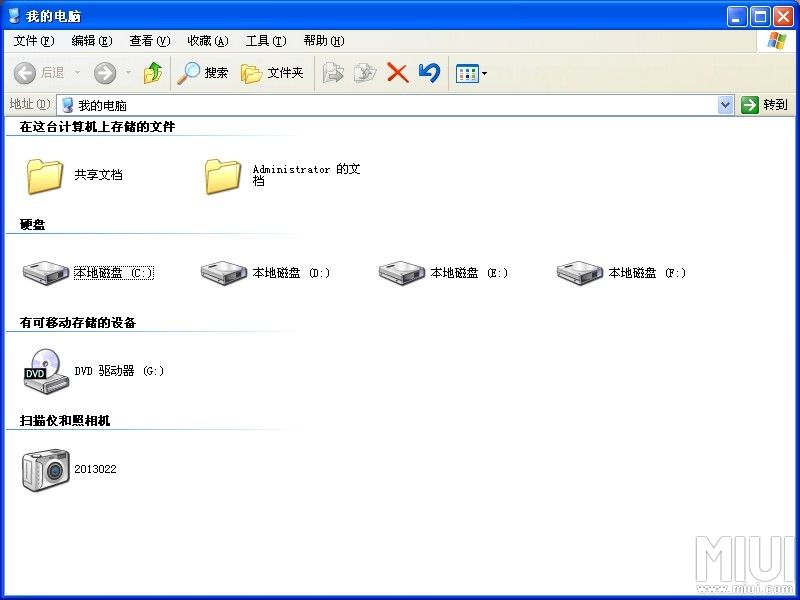 我的电脑
文件(F) 编辑(E) 查看(V) 收藏(A) 工具(T) 帮助(H)
后退 搜索 文件夹
地址(D) 我的电脑 转到
在这台计算机上存储的文件
共享文档
Administrator 的文
档
硬盘
本地磁盘 (C:) 本地磁盘 (D:) 本地磁盘 (E:) 本地磁盘 (F:)
有可移动存储的设备
DVD
DVD 驱动器 (G:)
扫描仪和照相机
2013022
MIUI
www.miui.com